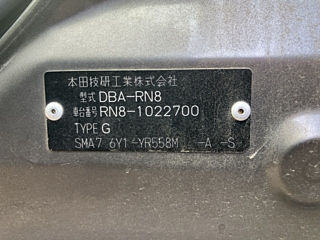 本田技研工業株式会社
型式 DBA-RN8
車台番号 RN8-1022700
TYPE G
SMA7 6Y1 -YR558M -A -S